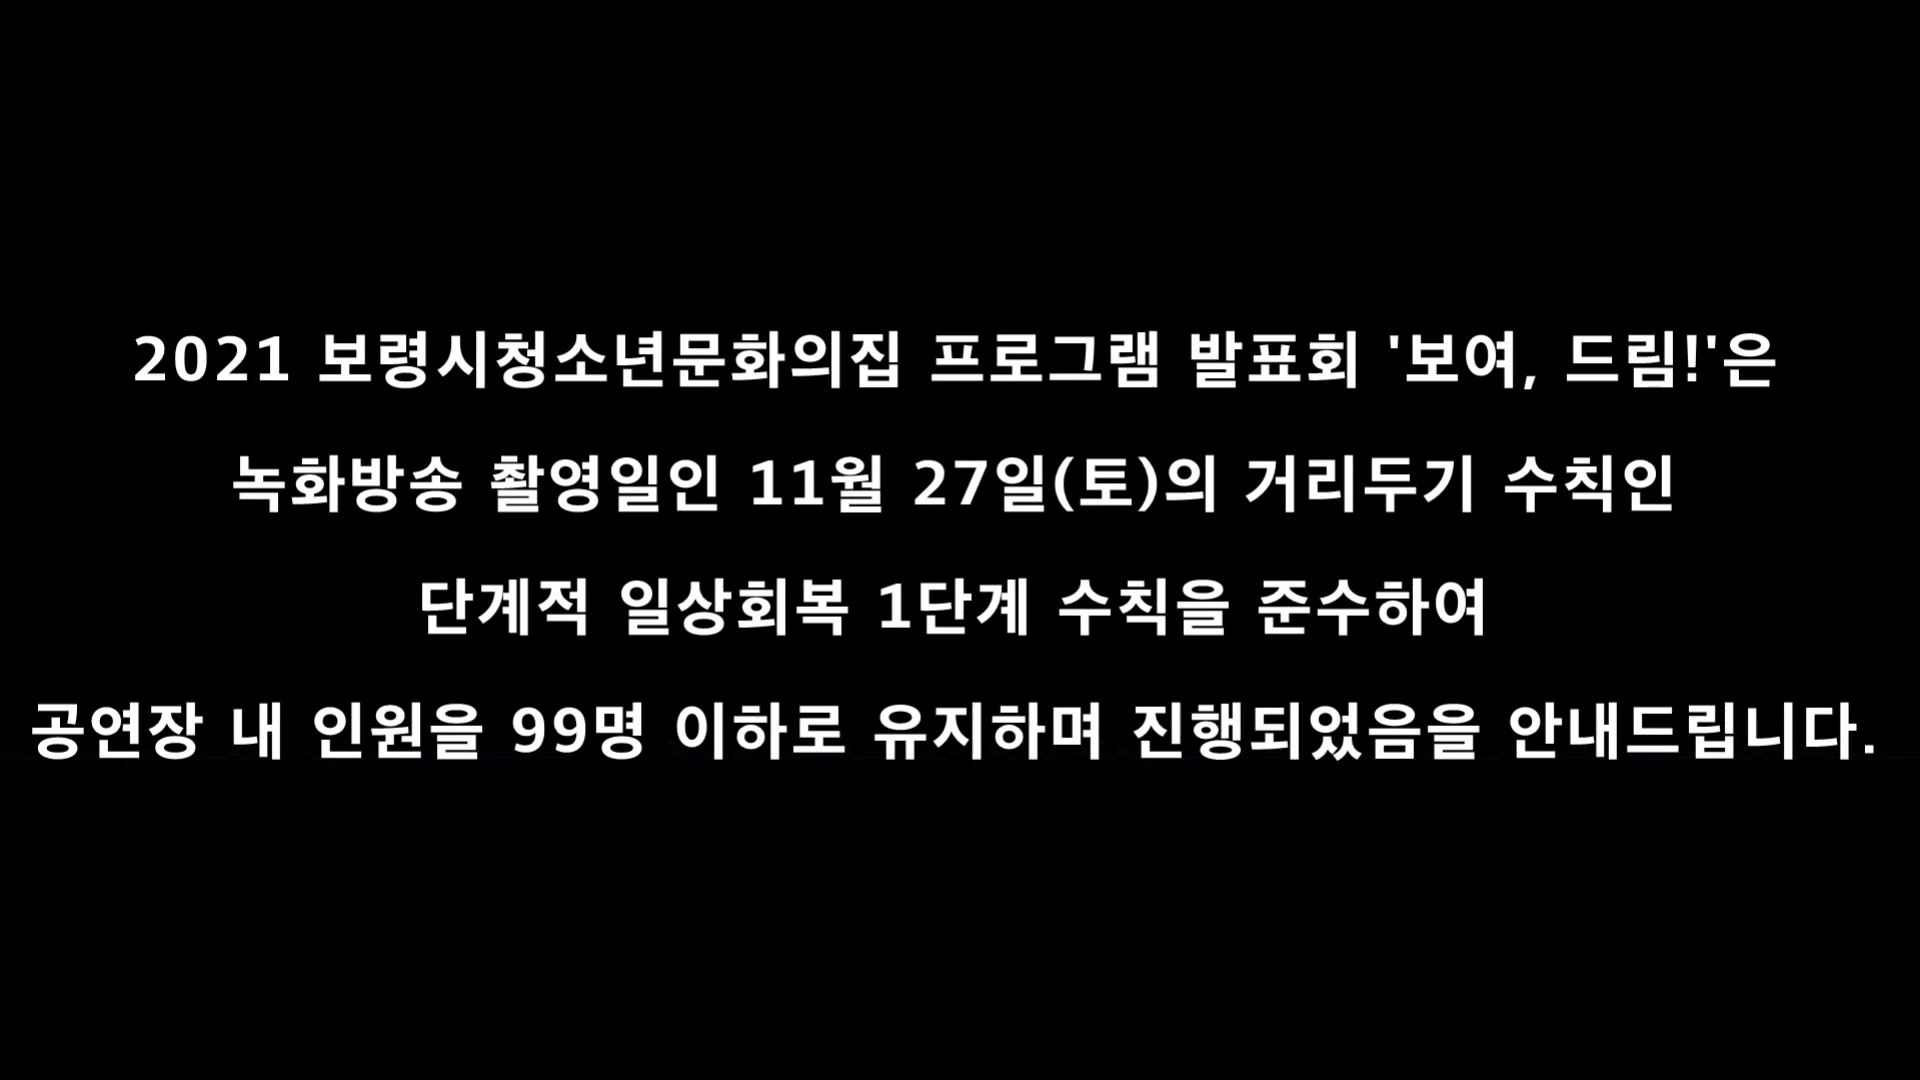 2021 보령시청소년문화의집 프로그램 발표회 '보여, 드림!'은
녹화방송 촬영일인 11월 27일(토)의 거리두기 수칙인
단계적 일상회복 1단계 수칙을 준수하여
공연장 내 인원을 99명 이하로 유지하며 진행되었음을 안내드립니다.